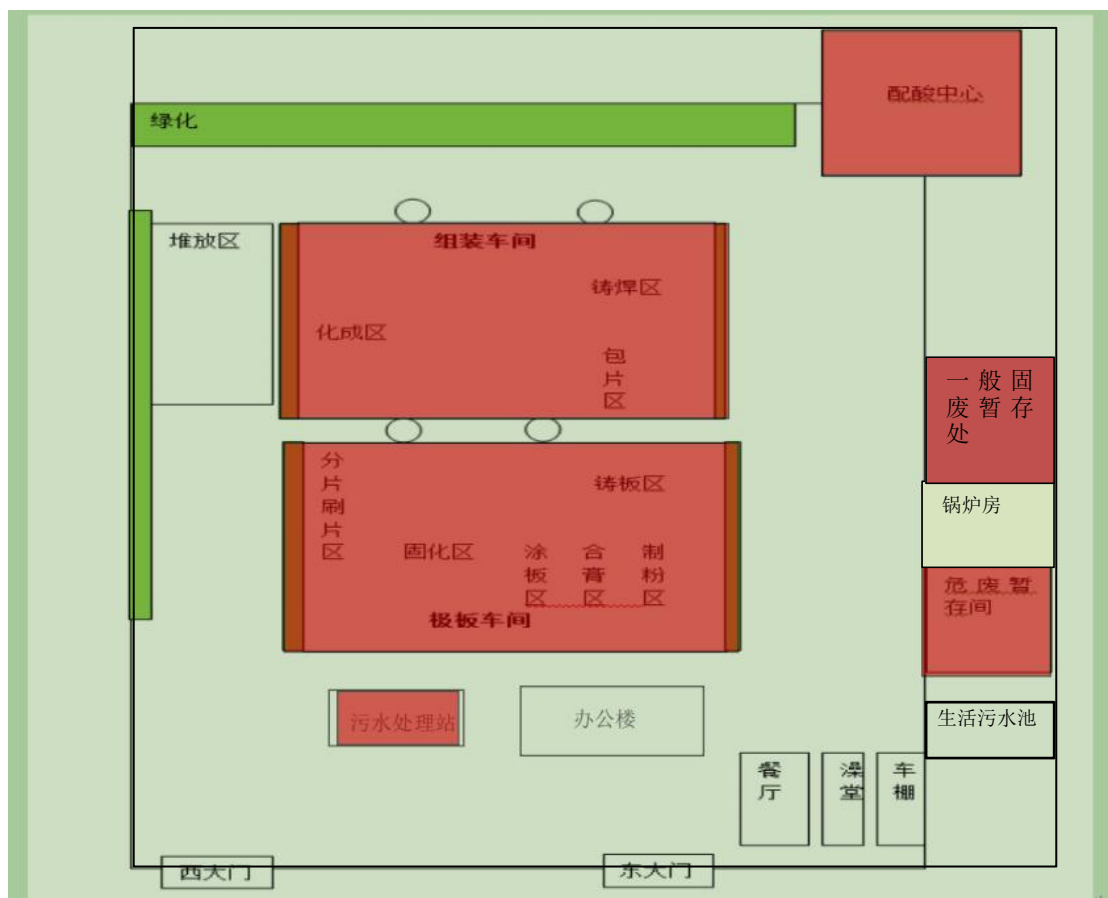 配酸中心
绿化
堆放区
组装车间
铸焊区
化成区
包
片
区
一般固
废暂存
处
分
片
刷
片
区
铸板区
锅炉房
固化区
涂
板
区
合
膏
区
制
粉
区
极板车间
危废暂
存间
污水处理站
办公楼
生活污水池
餐
厅
澡
堂
车
棚
西大门
东大门